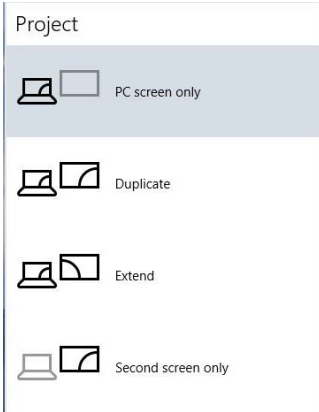 Project
PC screen only
Duplicate
Extend
Second screen only